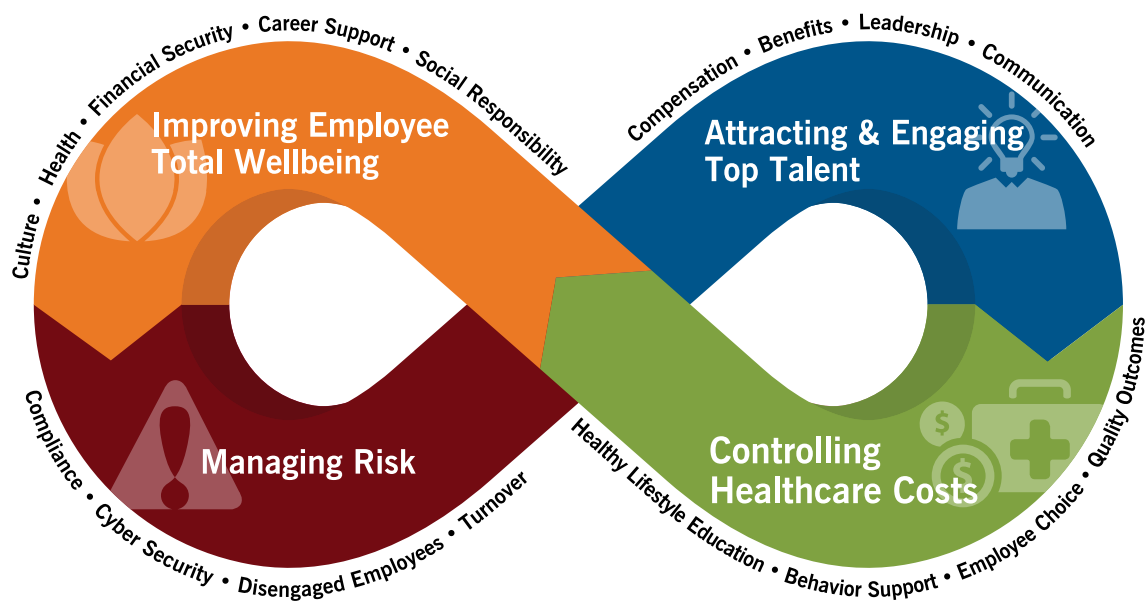 Culture • Health • Financial Security • Career Support • Social Responsibility
Improving Employee
Total Wellbeing
Compensation • Benefits • Leadership • Communication
Attracting & Engaging
Top Talent
Managing Risk
Compliance • Cyber Security • Disengaged Employees • Turnover
Controlling
Healthcare Costs
$
$
Healthy Lifestyle Education • Behavior Support • Employee Choice • Quality Outcomes